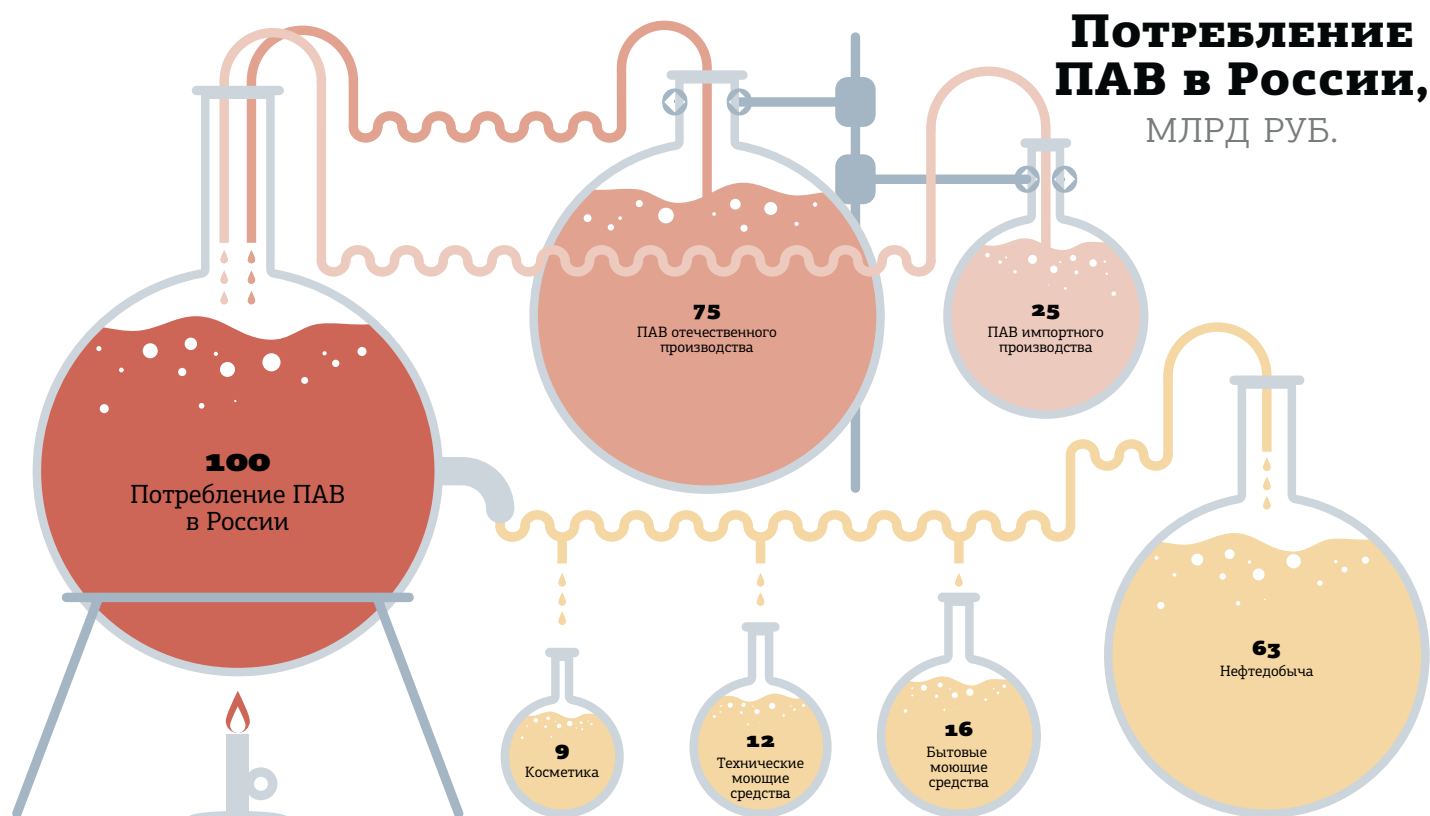 Потребление
ПАВ в России,
МЛРД РУБ.
75
ПАВ отечественного
производства
25
ПАВ импортного
производства
100
Потребление ПАВ
в России
63
Нефтедобыча
9
Косметика
12
Технические
моющие
средства
16
Бытовые
моющие
средства